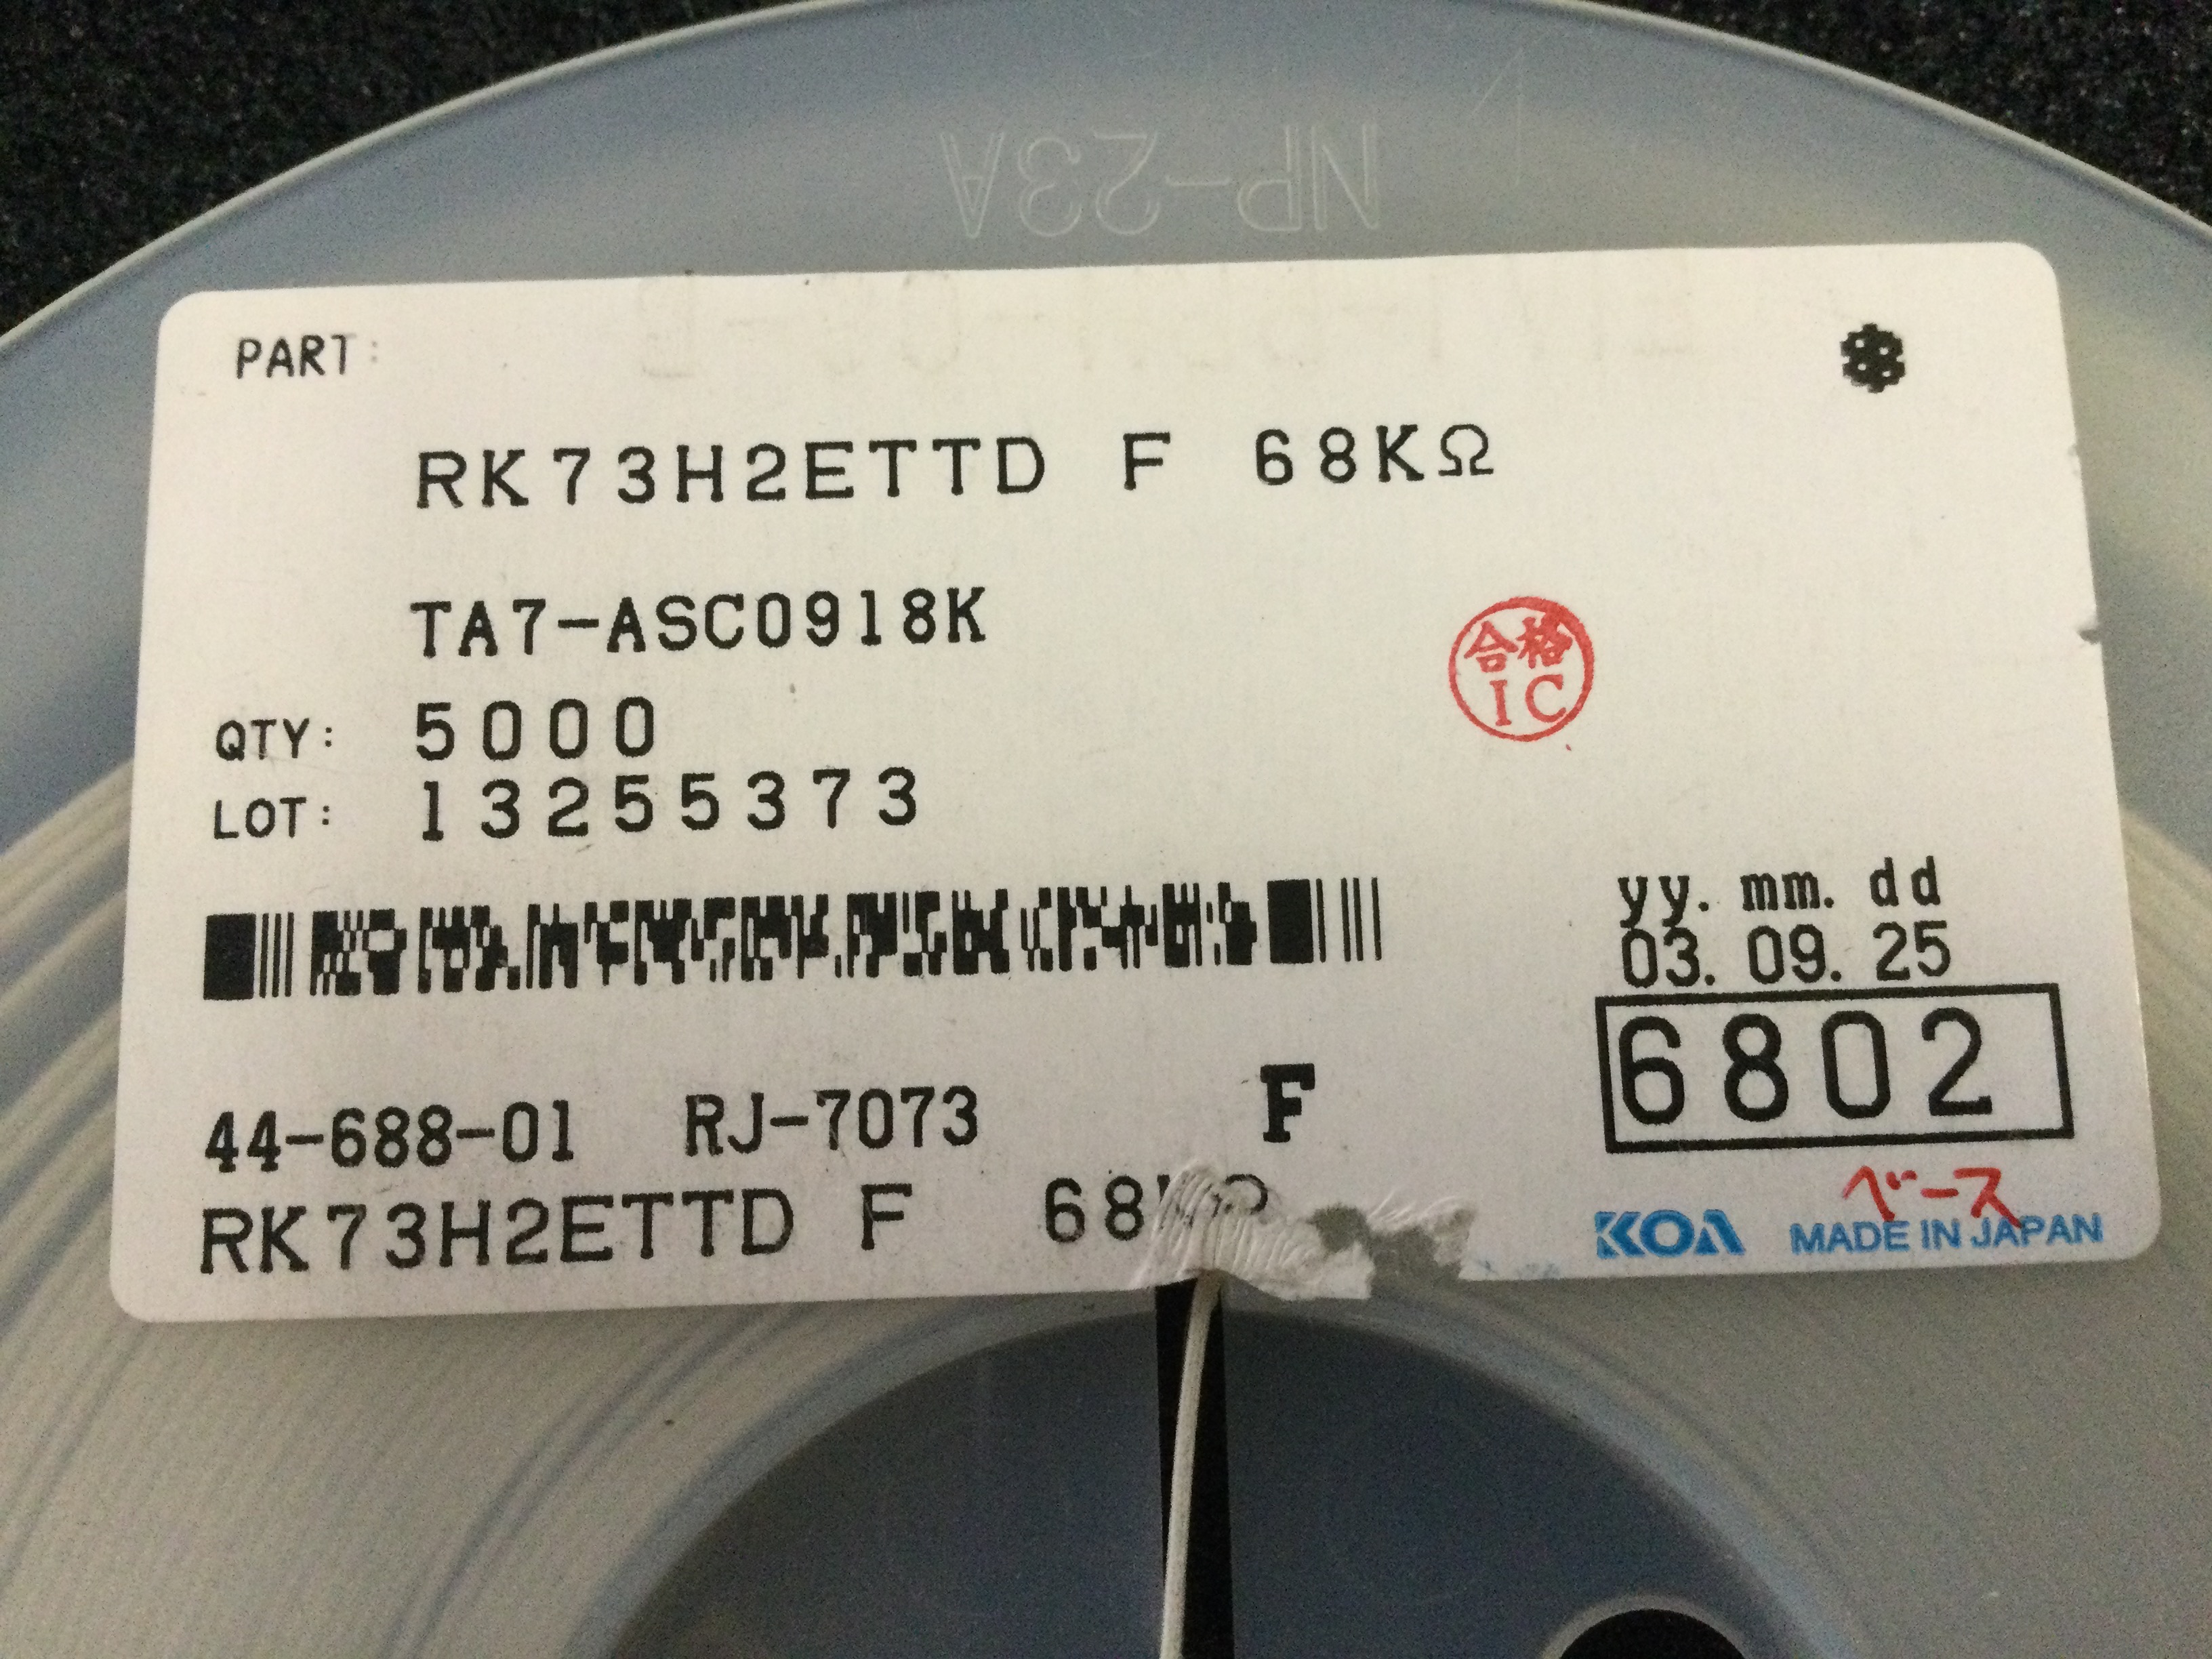 NP-23A
PART:
RK73H2ETTD F 68KΩ
TA7-ASC0918K
合格
IC
QTY: 5000
LOT: 13255373
yy. mm. dd
03. 09. 25
6802
44-688-01 RJ-7073 F
RK73H2ETTD F 68KΩ
ベース
KOA MADE IN JAPAN